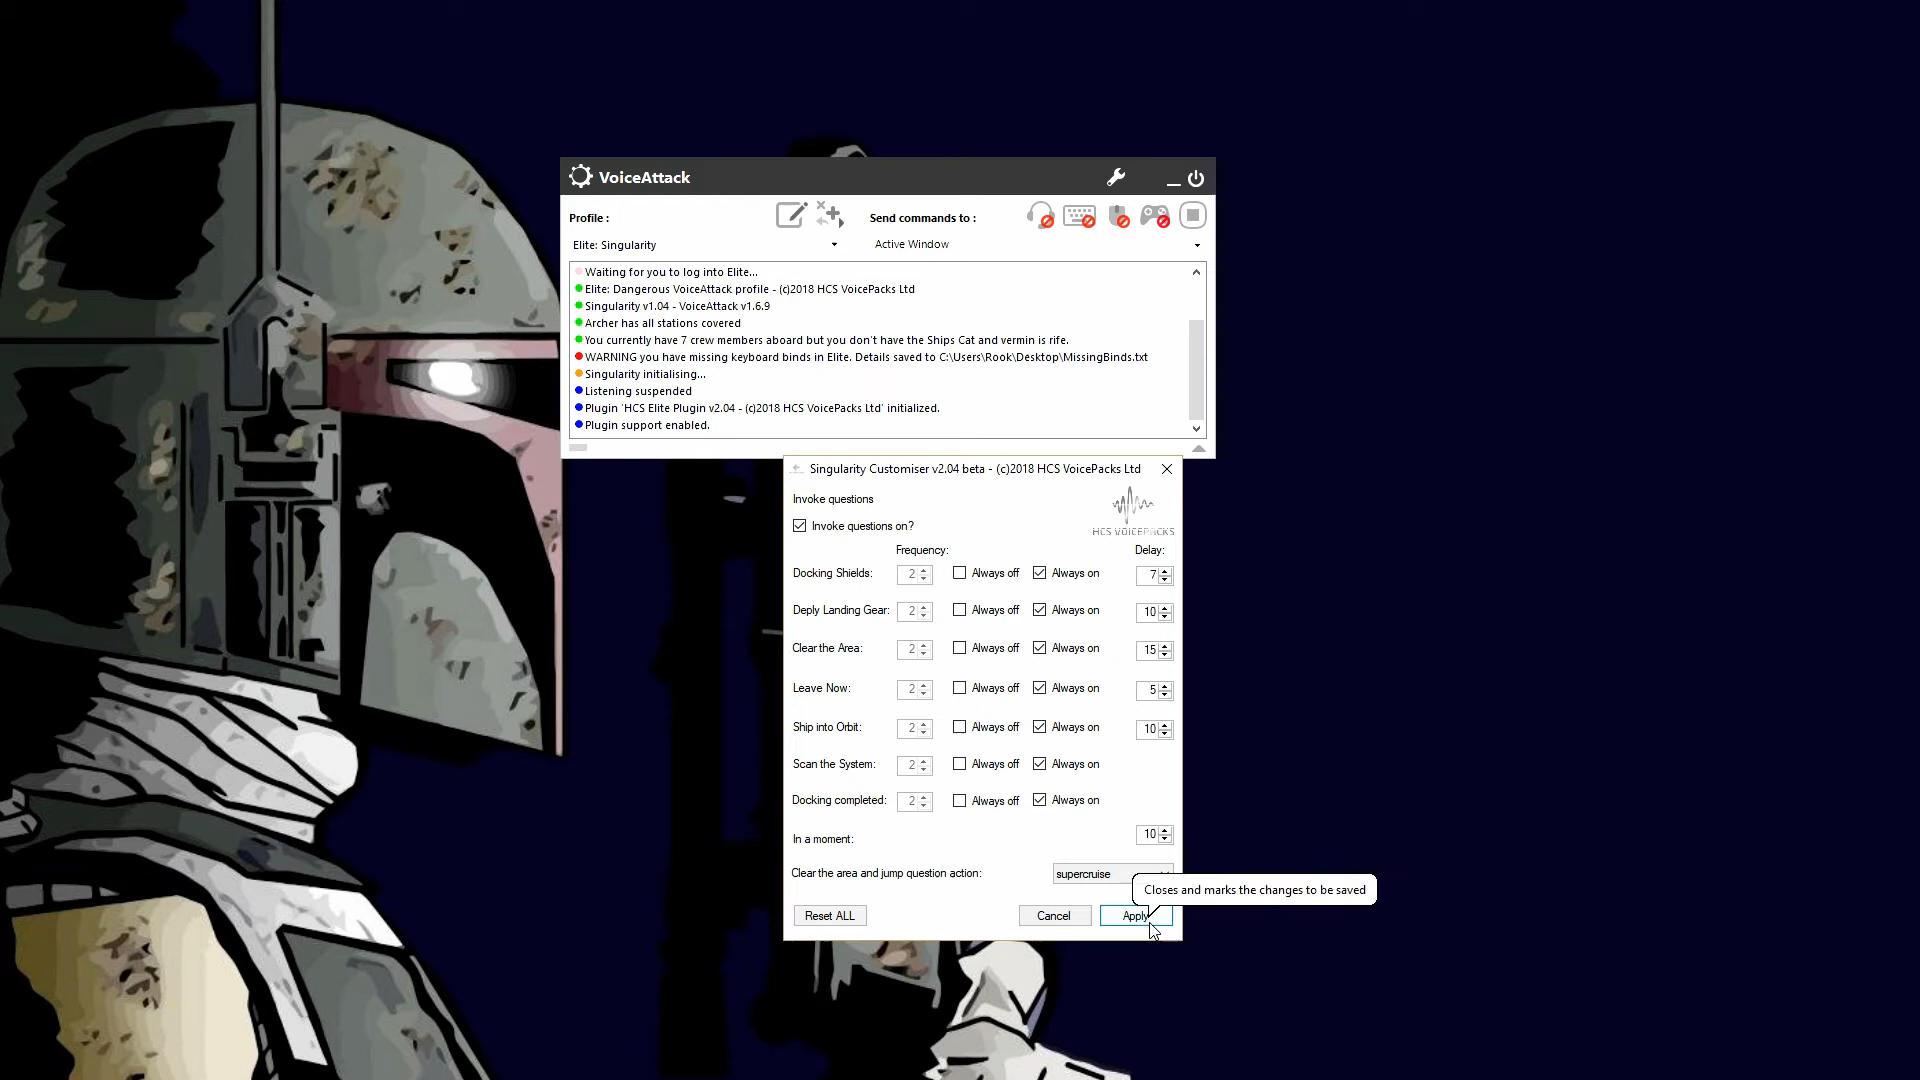 VoiceAttack
Profile :
Send commands to :
Elite: Singularity
Active Window
Waiting for you to log into Elite...
Elite: Dangerous VoiceAttack profile - (c)2018 HCS VoicePacks Ltd
Singularity v1.04 - VoiceAttack v1.6.9
Archer has all stations covered
You currently have 7 crew members aboard but you don't have the Ships Cat and vermin is rife.
WARNING you have missing keyboard binds in Elite. Details saved to C:\Users\Rook\Desktop\MissingBinds.txt
Singularity initialising...
Listening suspended
Plugin 'HCS Elite Plugin v2.04 - (c)2018 HCS VoicePacks Ltd' initialized.
Plugin support enabled.
Singularity Customiser v2.04 beta - (c)2018 HCS VoicePacks Ltd
Invoke questions
HCS VOICEPACKS
Invoke questions on?
Frequency: Delay:
Docking Shields: 2 Always off Always on 7
Deply Landing Gear: 2 Always off Always on 10
Clear the Area: 2 Always off Always on 15
Leave Now: 2 Always off Always on 5
Ship into Orbit: 2 Always off Always on 10
Scan the System: 2 Always off Always on
Docking completed: 2 Always off Always on
In a moment: 10
Clear the area and jump question action: supercruise
Closes and marks the changes to be saved
Reset ALL Cancel Apply